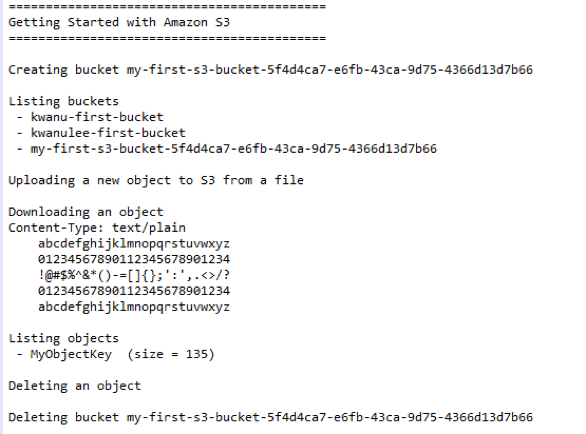 ===========================================
Getting Started with Amazon S3
===========================================
Creating bucket my-first-s3-bucket-5f4d4ca7-e6fb-43ca-9d75-4366d13d7b66
Listing buckets
- kwanu-first-bucket
- kwanulee-first-bucket
- my-first-s3-bucket-5f4d4ca7-e6fb-43ca-9d75-4366d13d7b66
Uploading a new object to S3 from a file
Downloading an object
Content-Type: text/plain
abcdefghijklmnopqrstuvwxyz
01234567890112345678901234
!@#$%^&*()-=[]{};':',.<>/?
01234567890112345678901234
abcdefghijklmnopqrstuvwxyz
Listing objects
- MyObjectKey  (size = 135)
Deleting an object
Deleting bucket my-first-s3-bucket-5f4d4ca7-e6fb-43ca-9d75-4366d13d7b66